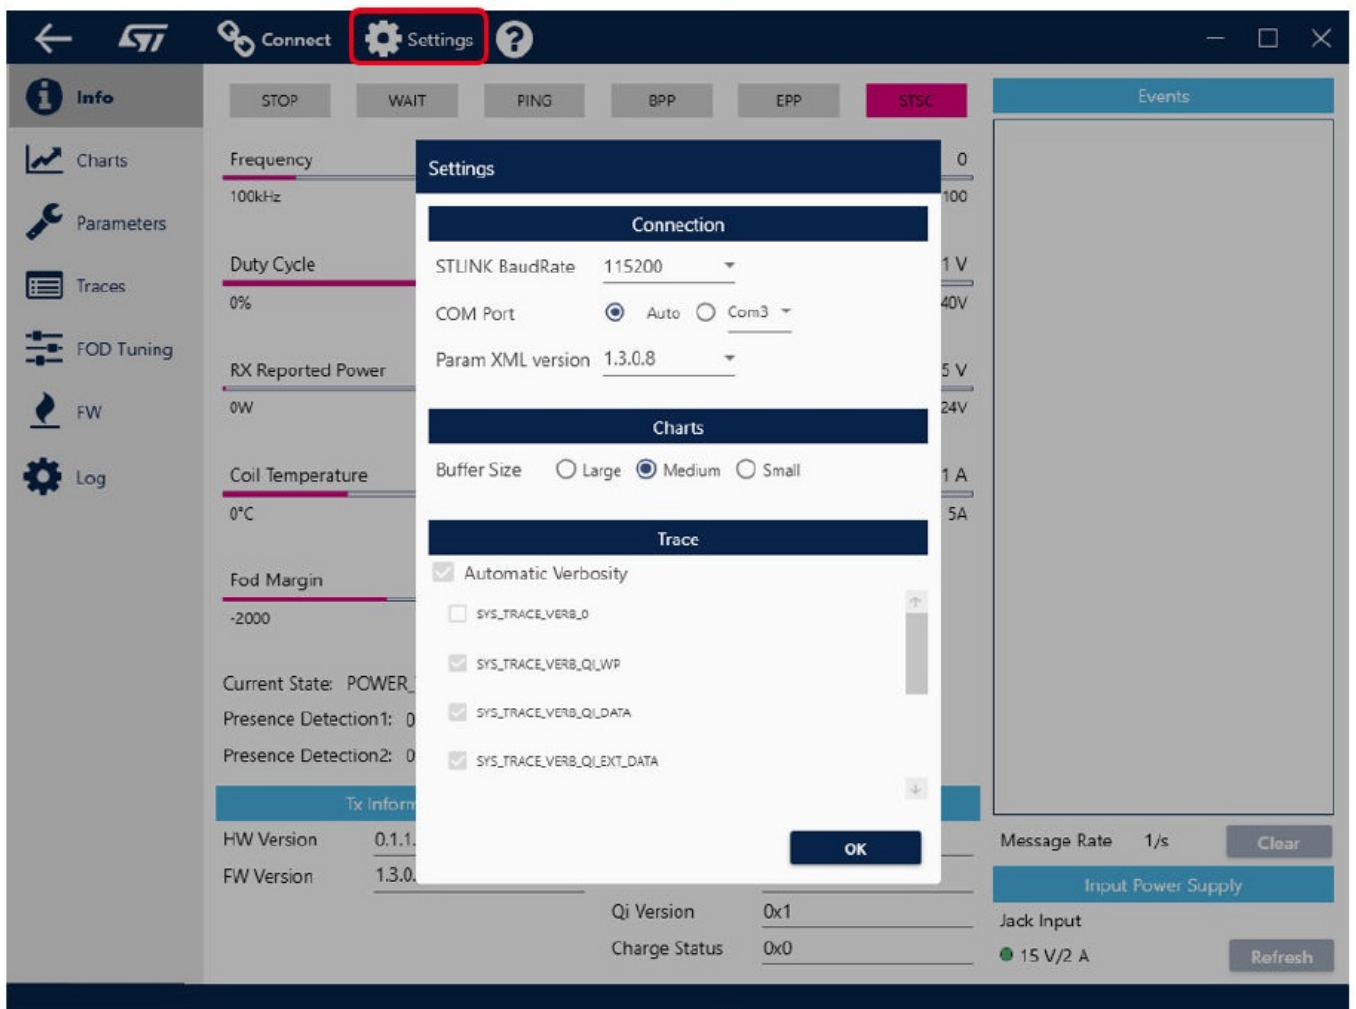 Connect Settings ?
Info
Charts
Parameters
Traces
FOD Tuning
FW
Log
STOP WAIT PING BPP EPP STSC
Frequency 0
100kHz 100
Duty Cycle 1 V
0% 40V
RX Reported Power 5 V
0W 24V
Coil Temperature 1 A
0°C 5A
Fod Margin
-2000
Current State: POWER_
Presence Detection1: 0
Presence Detection2: 0
Tx Inform
HW Version 0.1.1.
FW Version 1.3.0.
Qi Version 0x1
Charge Status 0x0
Settings
Connection
STLINK BaudRate 115200
COM Port Auto Com3
Param XML version 1.3.0.8
Charts
Buffer Size Large Medium Small
Trace
Automatic Verbosity
SYS_TRACE_VERB_0
SYS_TRACE_VERB_QI_WP
SYS_TRACE_VERB_QI_DATA
SYS_TRACE_VERB_QI_EXT_DATA
OK
Events
Message Rate 1/s Clear
Input Power Supply
Jack Input
15 V/2 A Refresh